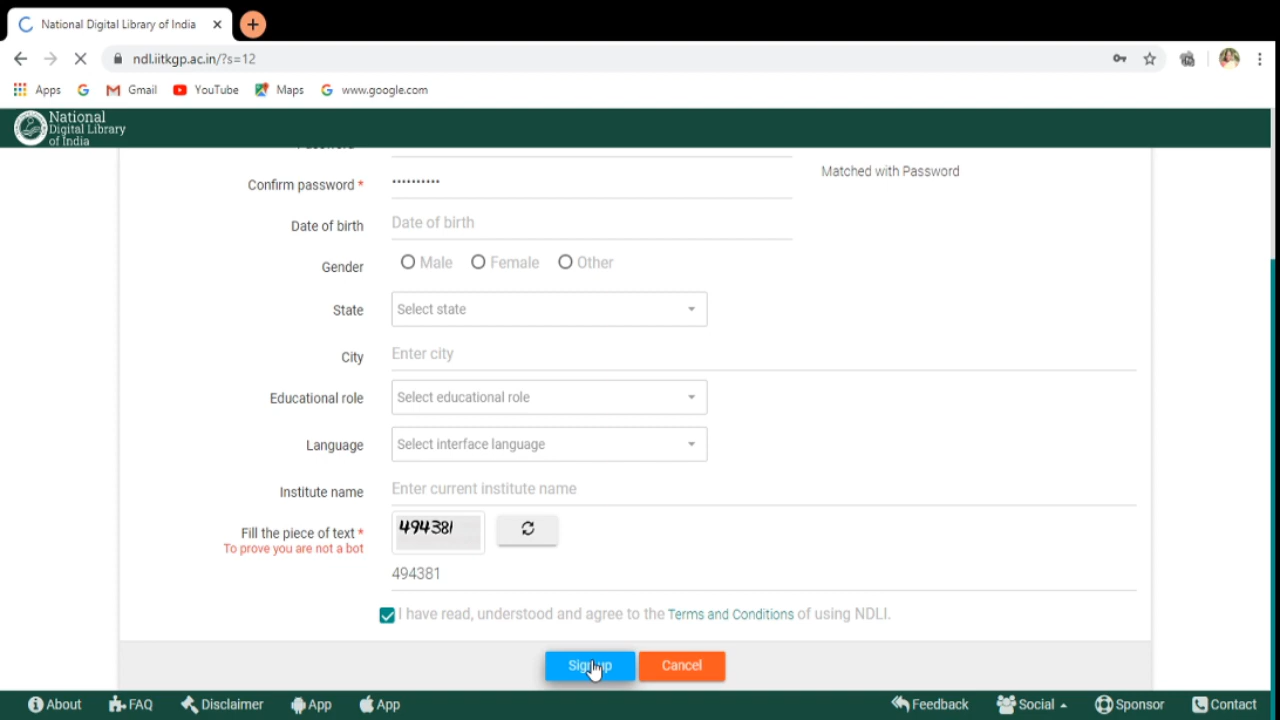 National Digital Library of India
ndl.iitkgp.ac.in/?s=12
Apps
Gmail
YouTube
Maps
www.google.com
National
Digital Library
of India
Confirm password *
••••••••••
Matched with Password
Date of birth
Date of birth
Gender
Male
Female
Other
State
Select state
City
Enter city
Educational role
Select educational role
Language
Select interface language
Institute name
Enter current institute name
Fill the piece of text *
To prove you are not a bot
494381
494381
I have read, understood and agree to the Terms and Conditions of using NDLI.
Sign up
Cancel
About
FAQ
Disclaimer
App
App
Feedback
Social
Sponsor
Contact